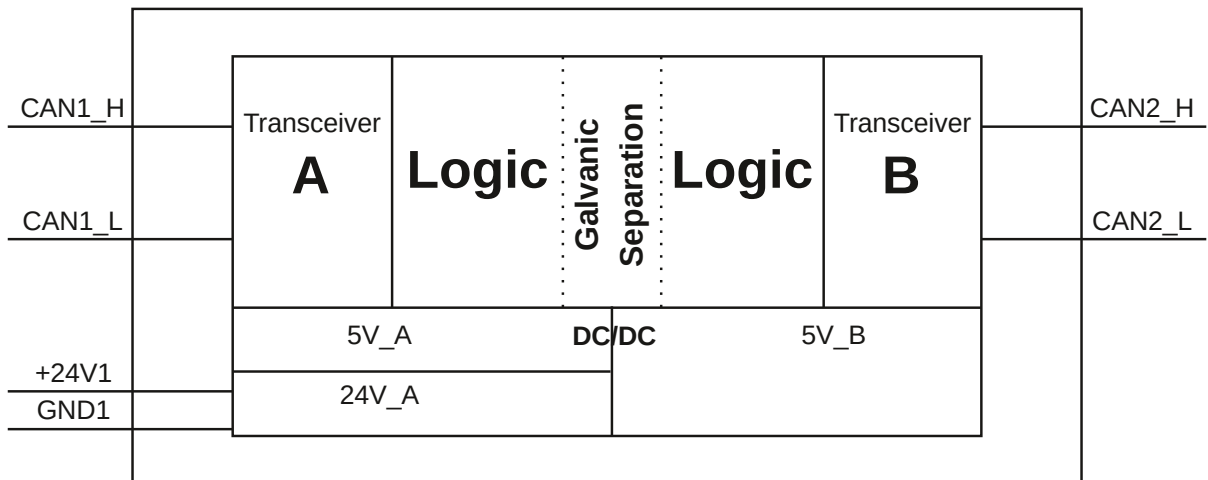 CAN1_H
CAN1_L
+24V1
GND1
Transceiver
A
Logic
Galvanic
Separation
Logic
Transceiver
B
5V_A
DC/DC
5V_B
24V_A
CAN2_H
CAN2_L